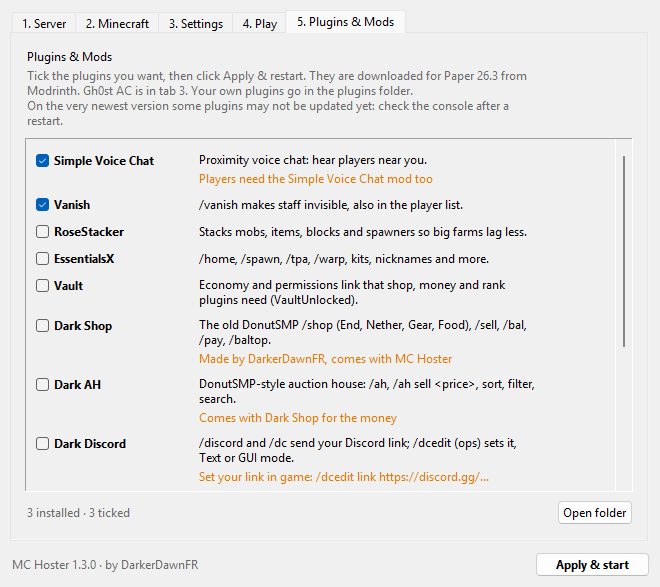 1. Server
2. Minecraft
3. Settings
4. Play
5. Plugins & Mods
Plugins & Mods
Tick the plugins you want, then click Apply & restart. They are downloaded for Paper 26.3 from
Modrinth. Gh0st AC is in tab 3. Your own plugins go in the plugins folder.
On the very newest version some plugins may not be updated yet: check the console after a
restart.
Simple Voice Chat
Proximity voice chat: hear players near you.
Players need the Simple Voice Chat mod too
Vanish
/vanish makes staff invisible, also in the player list.
RoseStacker
Stacks mobs, items, blocks and spawners so big farms lag less.
EssentialsX
/home, /spawn, /tpa, /warp, kits, nicknames and more.
Vault
Economy and permissions link that shop, money and rank
plugins need (VaultUnlocked).
Dark Shop
The old DonutSMP /shop (End, Nether, Gear, Food), /sell, /bal,
/pay, /baltop.
Made by DarkerDawnFR, comes with MC Hoster
Dark AH
DonutSMP-style auction house: /ah, /ah sell <price>, sort, filter,
search.
Comes with Dark Shop for the money
Dark Discord
/discord and /dc send your Discord link; /dcedit (ops) sets it,
Text or GUI mode.
Set your link in game: /dcedit link https://discord.gg/...
3 installed · 3 ticked
Open folder
MC Hoster 1.3.0 · by DarkerDawnFR
Apply & start